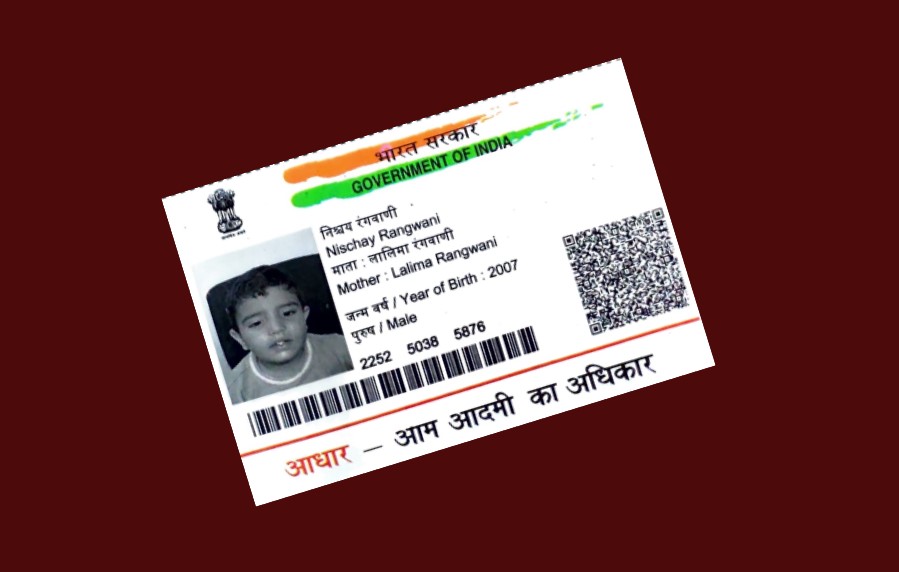 भारत सरकार
GOVERNMENT OF INDIA
निश्चय रंगवाणी
Nischay Rangwani
माता : लालिमा रंगवाणी
Mother : Lalima Rangwani
जन्म वर्ष / Year of Birth : 2007
पुरुष / Male
2252 5038 5876
आधार — आम आदमी का अधिकार